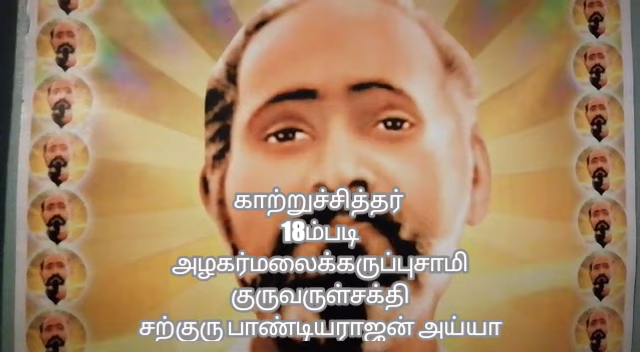 காற்றுச்சித்தர்
18ம்படி
அழகர்மலைக்கருப்புசாமி
குருவருள்சக்தி
சற்குரு பாண்டியராஜன் அய்யா